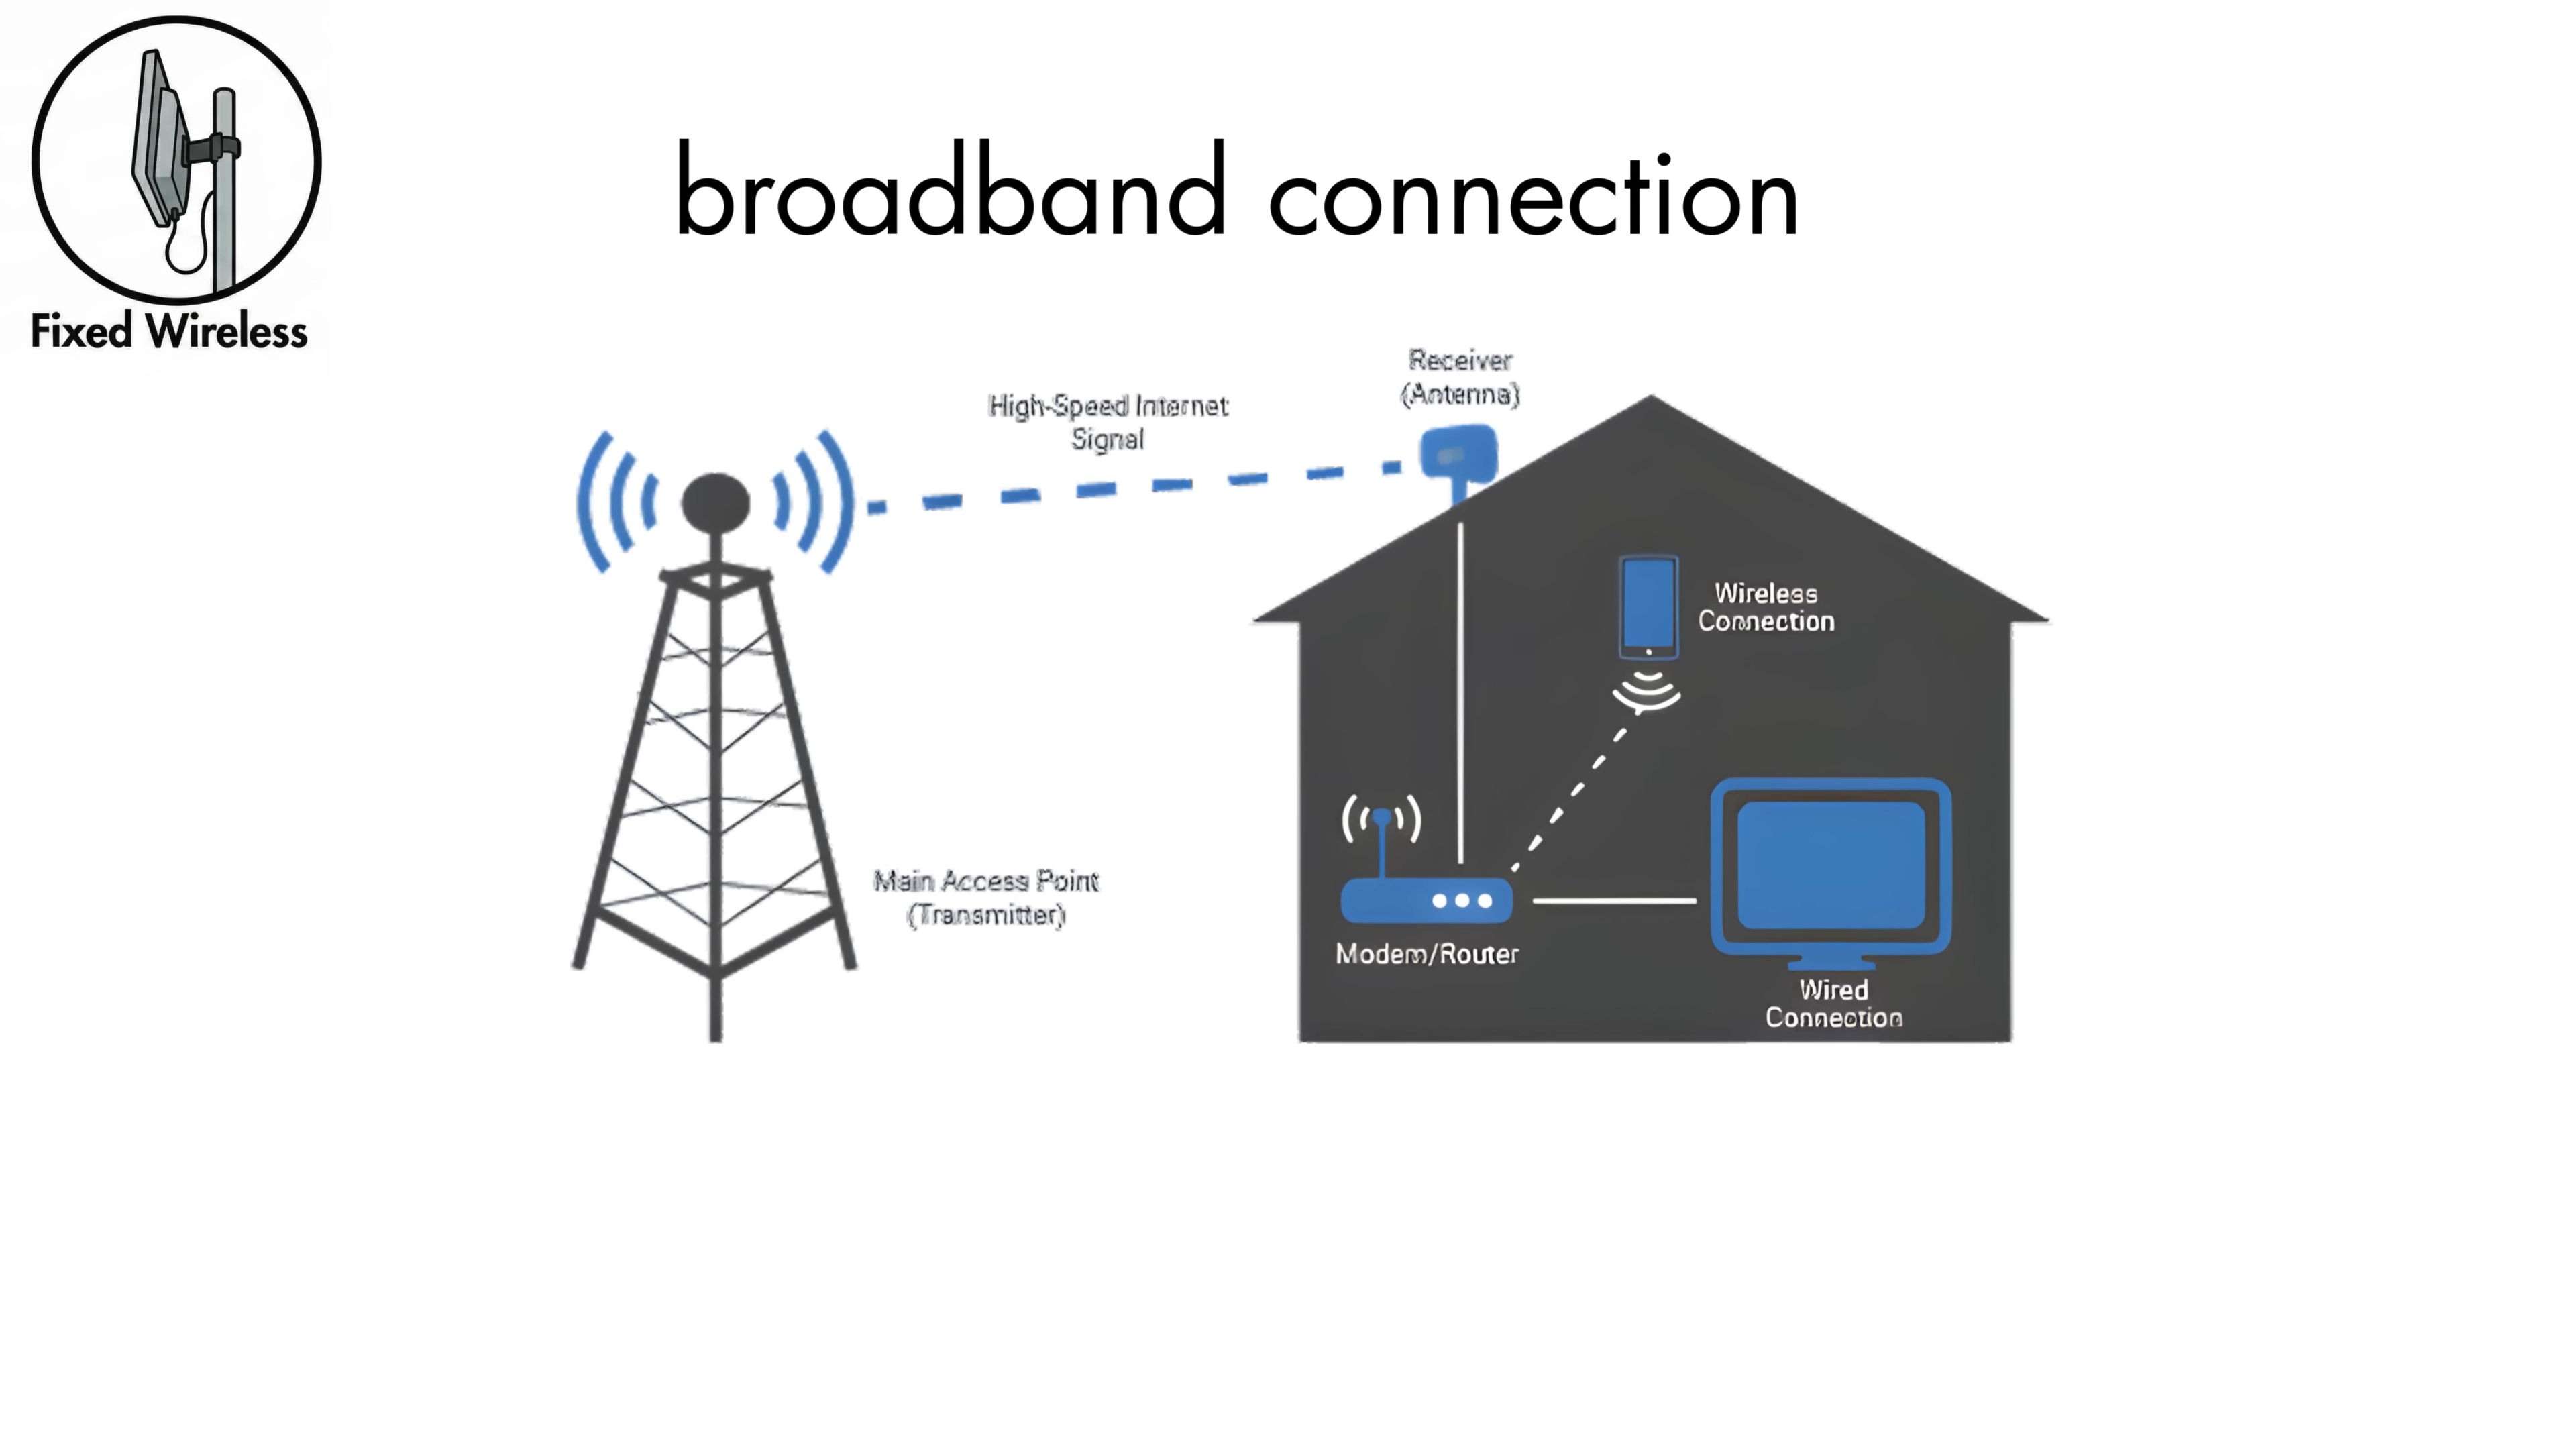 Fixed Wireless
broadband connection
High-Speed Internet
Signal
Receiver
(Antenna)
Main Access Point
(Transmitter)
Wireless
Connection
Modem/Router
Wired
Connection